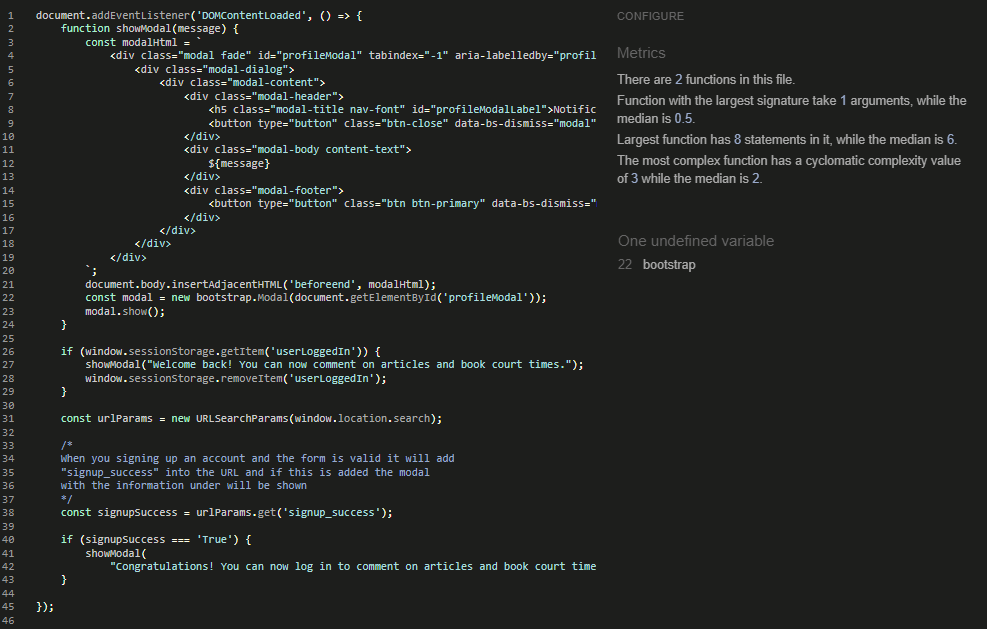 1 document.addEventListener('DOMContentLoaded', () => {
2 function showModal(message) {
3 const modalHtml = `
4 <div class="modal fade" id="profileModal" tabindex="-1" aria-labelledby="profil
5 <div class="modal-dialog">
6 <div class="modal-content">
7 <div class="modal-header">
8 <h5 class="modal-title nav-font" id="profileModalLabel">Notific
9 <button type="button" class="btn-close" data-bs-dismiss="modal"
10 </div>
11 <div class="modal-body content-text">
12 ${message}
13 </div>
14 <div class="modal-footer">
15 <button type="button" class="btn btn-primary" data-bs-dismiss="
16 </div>
17 </div>
18 </div>
19 </div>
20 `;
21 document.body.insertAdjacentHTML('beforeend', modalHtml);
22 const modal = new bootstrap.Modal(document.getElementById('profileModal'));
23 modal.show();
24 }
25
26 if (window.sessionStorage.getItem('userLoggedIn')) {
27 showModal("Welcome back! You can now comment on articles and book court times.");
28 window.sessionStorage.removeItem('userLoggedIn');
29 }
30
31 const urlParams = new URLSearchParams(window.location.search);
32
33 /*
34 When you signing up an account and the form is valid it will add
35 "signup_success" into the URL and if this is added the modal
36 with the information under will be shown
37 */
38 const signupSuccess = urlParams.get('signup_success');
39
40 if (signupSuccess === 'True') {
41 showModal(
42 "Congratulations! You can now log in to comment on articles and book court time
43 }
44
45 });
46
CONFIGURE
Metrics
There are 2 functions in this file.
Function with the largest signature take 1 arguments, while the
median is 0.5.
Largest function has 8 statements in it, while the median is 6.
The most complex function has a cyclomatic complexity value
of 3 while the median is 2.
One undefined variable
22 bootstrap